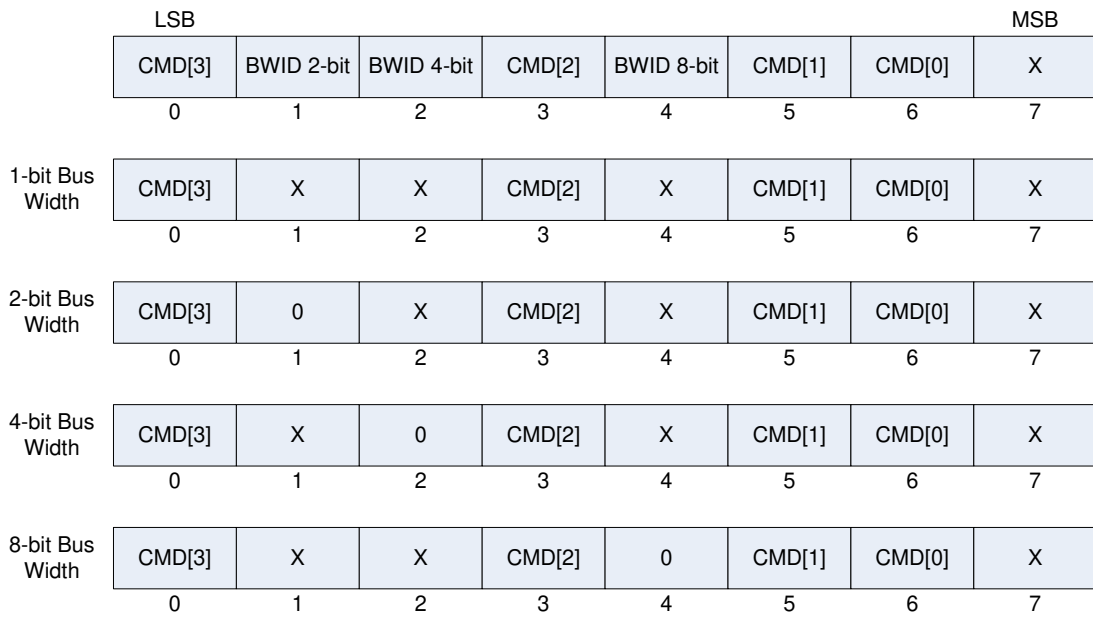 LSB MSB
CMD[3] BWID 2-bit BWID 4-bit CMD[2] BWID 8-bit CMD[1] CMD[0] X
0 1 2 3 4 5 6 7
1-bit Bus
Width
CMD[3] X X CMD[2] X CMD[1] CMD[0] X
0 1 2 3 4 5 6 7
2-bit Bus
Width
CMD[3] 0 X CMD[2] X CMD[1] CMD[0] X
0 1 2 3 4 5 6 7
4-bit Bus
Width
CMD[3] X 0 CMD[2] X CMD[1] CMD[0] X
0 1 2 3 4 5 6 7
8-bit Bus
Width
CMD[3] X X CMD[2] 0 CMD[1] CMD[0] X
0 1 2 3 4 5 6 7